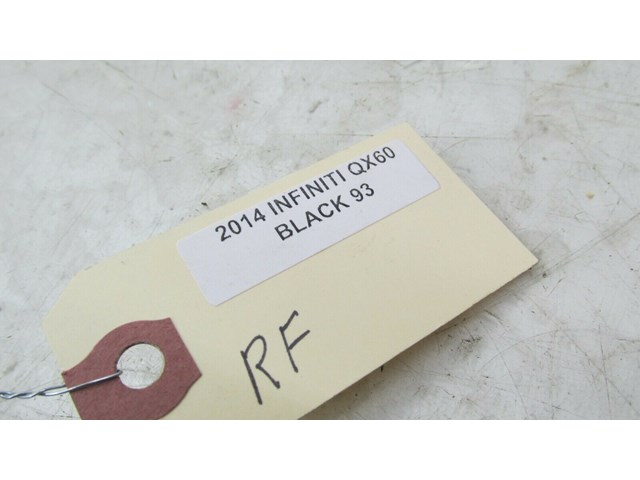 2014 INFINITI QX60
BLACK 93
RF